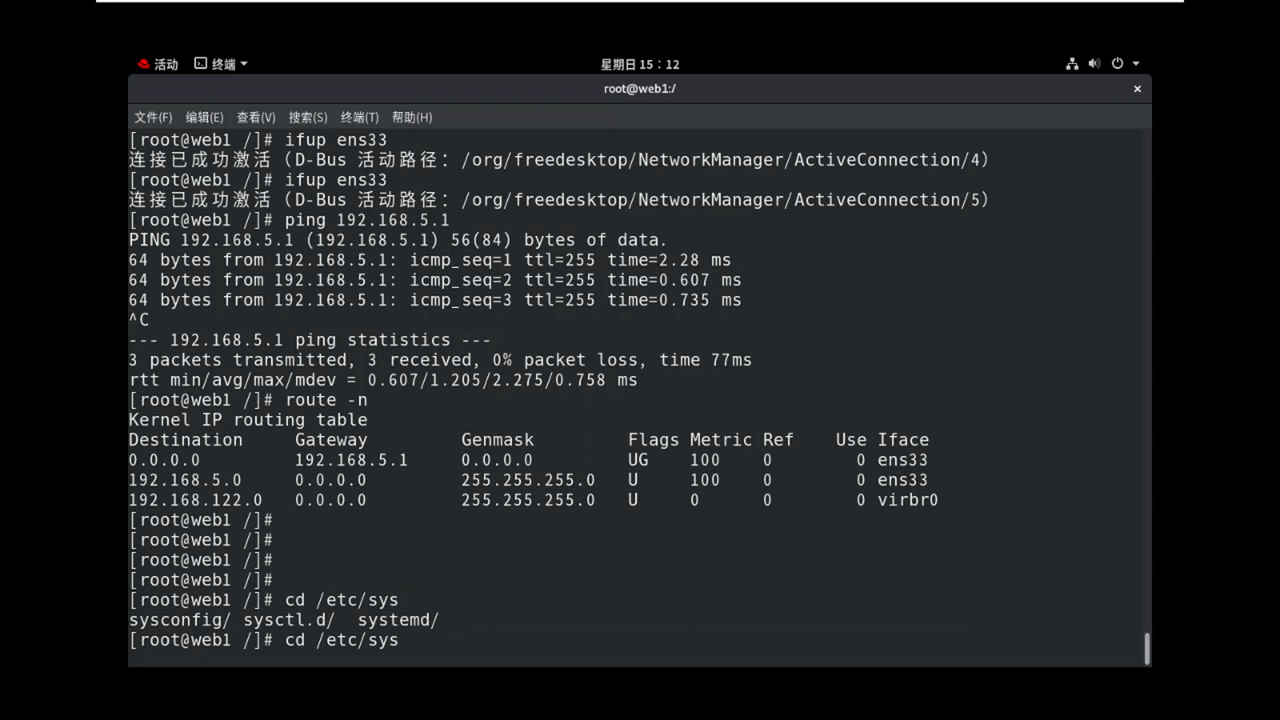 活动 终端 星期日 15：12
root@web1:/ ×
文件(F) 编辑(E) 查看(V) 搜索(S) 终端(T) 帮助(H)
[root@web1 /]# ifup ens33
连接已成功激活（D-Bus 活动路径：/org/freedesktop/NetworkManager/ActiveConnection/4）
[root@web1 /]# ifup ens33
连接已成功激活（D-Bus 活动路径：/org/freedesktop/NetworkManager/ActiveConnection/5）
[root@web1 /]# ping 192.168.5.1
PING 192.168.5.1 (192.168.5.1) 56(84) bytes of data.
64 bytes from 192.168.5.1: icmp_seq=1 ttl=255 time=2.28 ms
64 bytes from 192.168.5.1: icmp_seq=2 ttl=255 time=0.607 ms
64 bytes from 192.168.5.1: icmp_seq=3 ttl=255 time=0.735 ms
^C
--- 192.168.5.1 ping statistics ---
3 packets transmitted, 3 received, 0% packet loss, time 77ms
rtt min/avg/max/mdev = 0.607/1.205/2.275/0.758 ms
[root@web1 /]# route -n
Kernel IP routing table
Destination Gateway Genmask Flags Metric Ref Use Iface
0.0.0.0 192.168.5.1 0.0.0.0 UG 100 0 0 ens33
192.168.5.0 0.0.0.0 255.255.255.0 U 100 0 0 ens33
192.168.122.0 0.0.0.0 255.255.255.0 U 0 0 0 virbr0
[root@web1 /]#
[root@web1 /]#
[root@web1 /]#
[root@web1 /]#
[root@web1 /]# cd /etc/sys
sysconfig/ sysctl.d/ systemd/
[root@web1 /]# cd /etc/sys